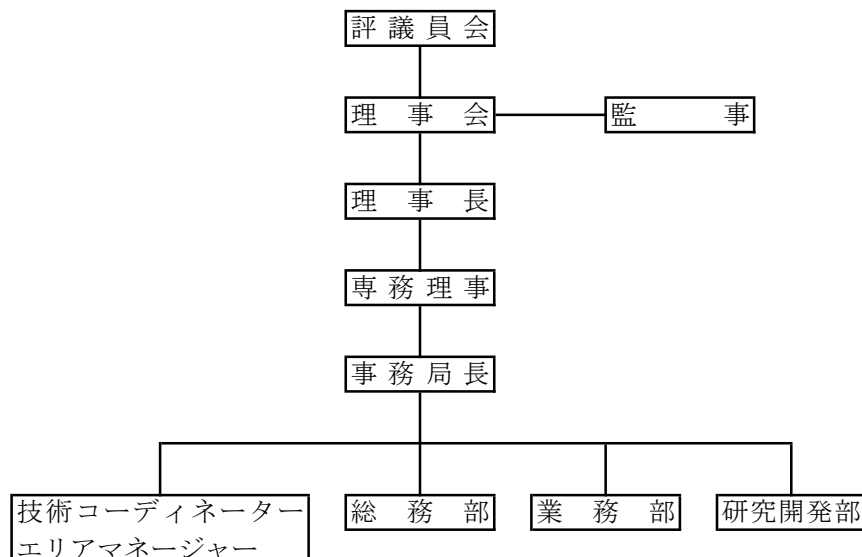 評議員会
理事会
監事
理事長
専務理事
事務局長
技術コーディネーター
エリアマネージャー
総務部
業務部
研究開発部